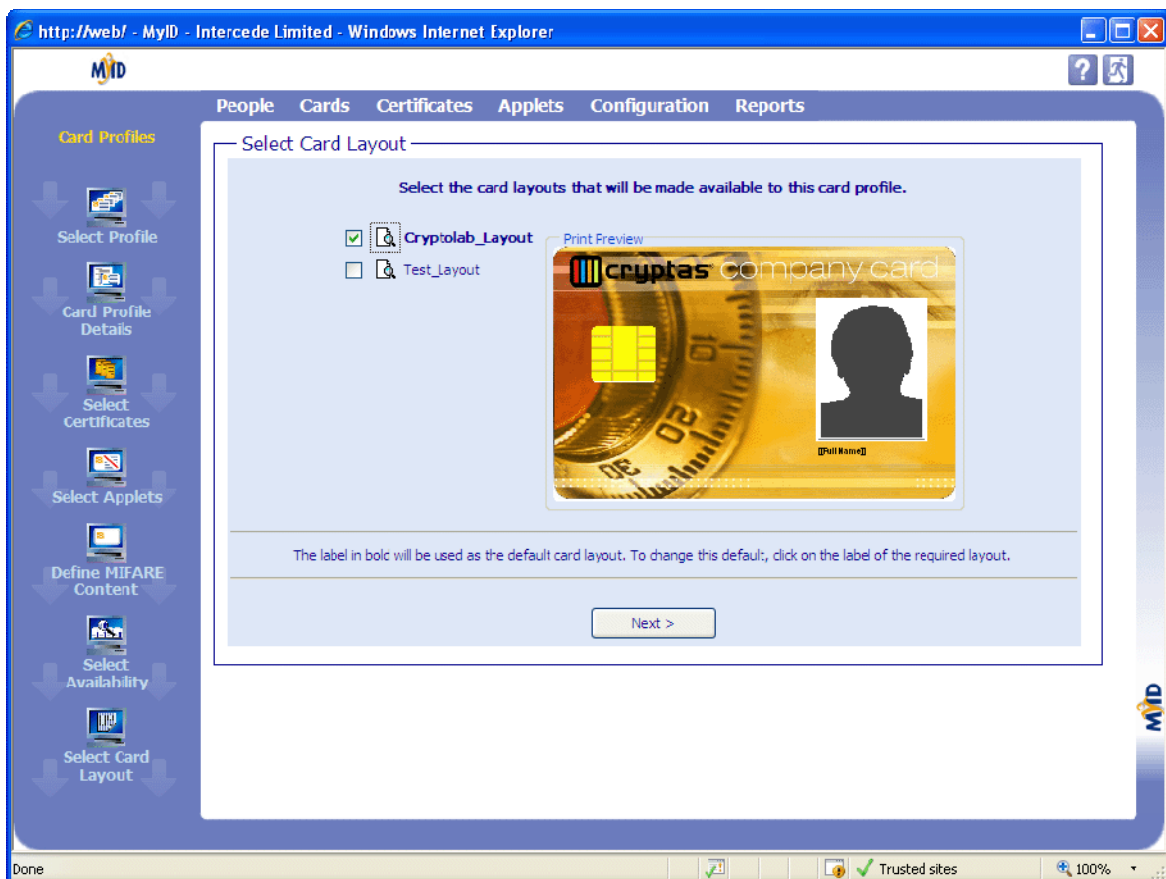 http://web/ - MyID - Intercede Limited - Windows Internet Explorer
MyID
People Cards Certificates Applets Configuration Reports
Card Profiles
Select Profile
Card Profile
Details
Select
Certificates
Select Applets
Define MIFARE
Content
Select
Availability
Select Card
Layout
Select Card Layout
Select the card layouts that will be made available to this card profile.
Cryptolab_Layout
Test_Layout
Print Preview
cryptas company card
10
20
30
[[Full Name]]
The label in bold will be used as the default card layout. To change this default, click on the label of the required layout.
Next >
MyID
Done
Trusted sites
100%